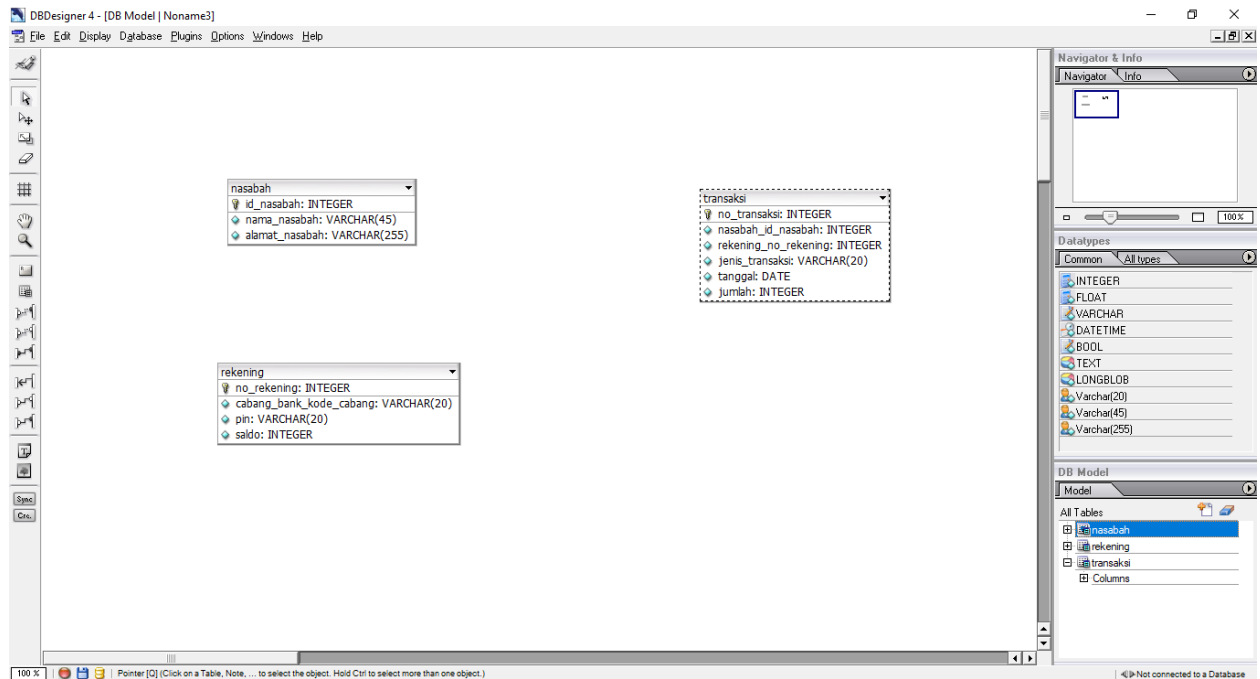 DBDesigner 4 - [DB Model | Noname3]
File Edit Display Database Plugins Options Windows Help
Navigator & Info
Navigator Info
nasabah
id_nasabah: INTEGER
nama_nasabah: VARCHAR(45)
alamat_nasabah: VARCHAR(255)
transaksi
no_transaksi: INTEGER
nasabah_id_nasabah: INTEGER
rekening_no_rekening: INTEGER
jenis_transaksi: VARCHAR(20)
tanggal: DATE
jumlah: INTEGER
100%
Datatypes
Common All types
INTEGER
FLOAT
VARCHAR
DATETIME
BOOL
TEXT
LONGBLOB
Varchar(20)
Varchar(45)
Varchar(255)
rekening
no_rekening: INTEGER
cabang_bank_kode_cabang: VARCHAR(20)
pin: VARCHAR(20)
saldo: INTEGER
DB Model
Model
All Tables
nasabah
rekening
transaksi
Columns
Sync
Crc.
100 %
Pointer [Q] (Click on a Table, Note, ... to select the object. Hold Ctrl to select more than one object.)
Not connected to a Database